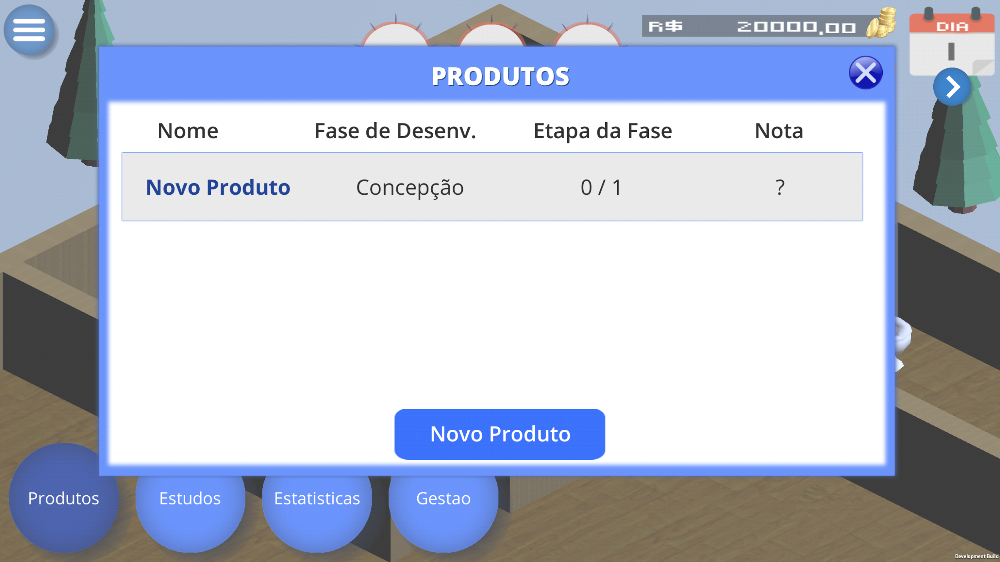 R$ 20000,00
DIA
1
PRODUTOS
Nome Fase de Desenv. Etapa da Fase Nota
Novo Produto Concepção 0 / 1 ?
Novo Produto
Produtos Estudos Estatisticas Gestao
Development Build